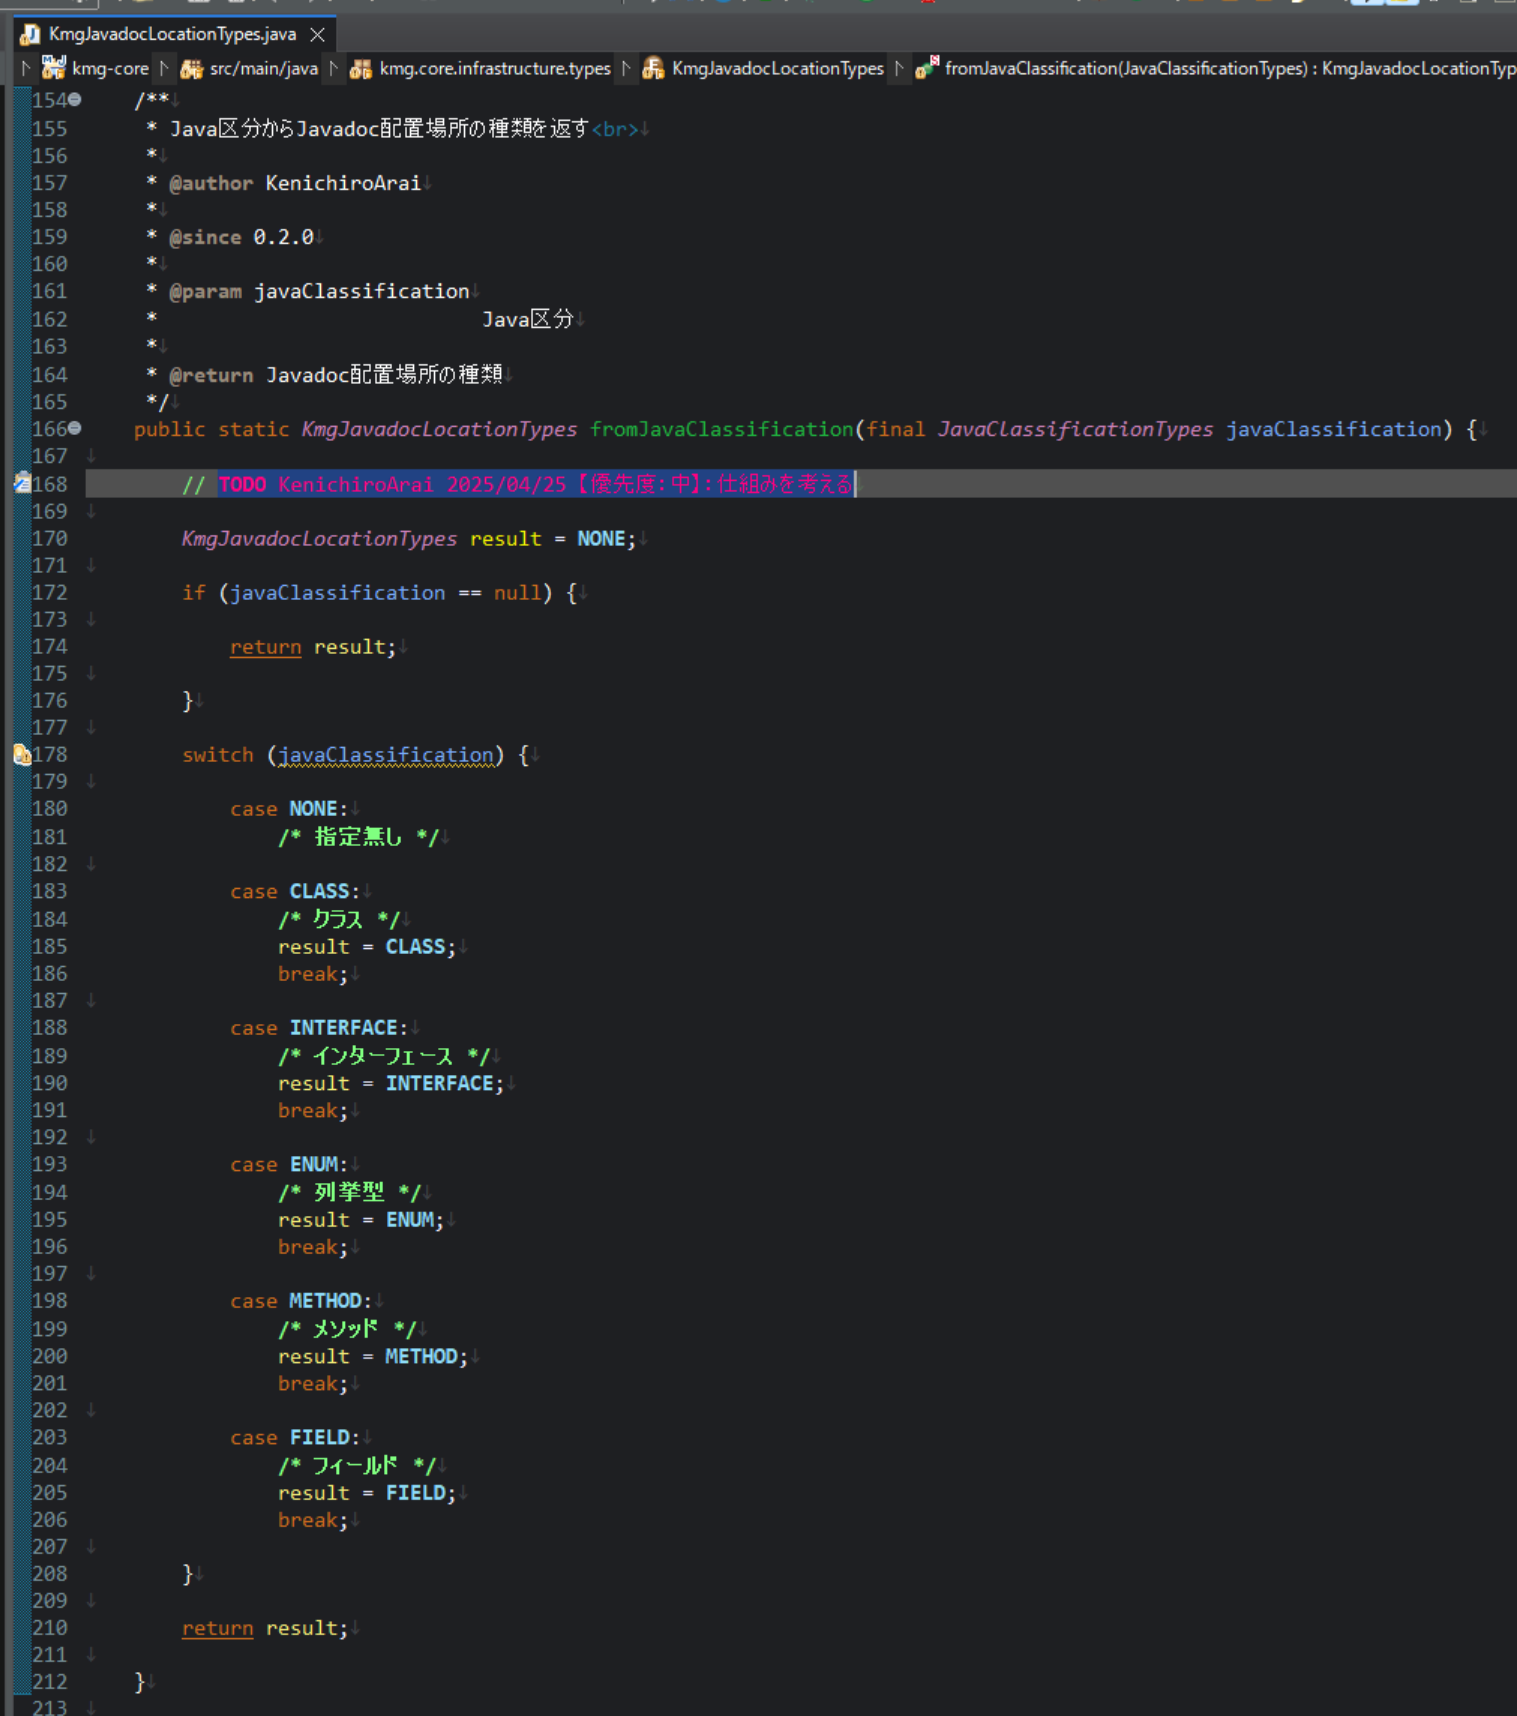 KmgJavadocLocationTypes.java
kmg-core src/main/java kmg.core.infrastructure.types KmgJavadocLocationTypes fromJavaClassification(JavaClassificationTypes) : KmgJavadocLocationTyp
154 /**
155 * Java区分からJavadoc配置場所の種類を返す<br>
156 *
157 * @author KenichiroArai
158 *
159 * @since 0.2.0
160 *
161 * @param javaClassification
162 * Java区分
163 *
164 * @return Javadoc配置場所の種類
165 */
166 public static KmgJavadocLocationTypes fromJavaClassification(final JavaClassificationTypes javaClassification) {
167
168 // TODO KenichiroArai 2025/04/25 【優先度：中】：仕組みを考える
169
170 KmgJavadocLocationTypes result = NONE;
171
172 if (javaClassification == null) {
173
174 return result;
175
176 }
177
178 switch (javaClassification) {
179
180 case NONE:
181 /* 指定無し */
182
183 case CLASS:
184 /* クラス */
185 result = CLASS;
186 break;
187
188 case INTERFACE:
189 /* インターフェース */
190 result = INTERFACE;
191 break;
192
193 case ENUM:
194 /* 列挙型 */
195 result = ENUM;
196 break;
197
198 case METHOD:
199 /* メソッド */
200 result = METHOD;
201 break;
202
203 case FIELD:
204 /* フィールド */
205 result = FIELD;
206 break;
207
208 }
209
210 return result;
211
212 }
213